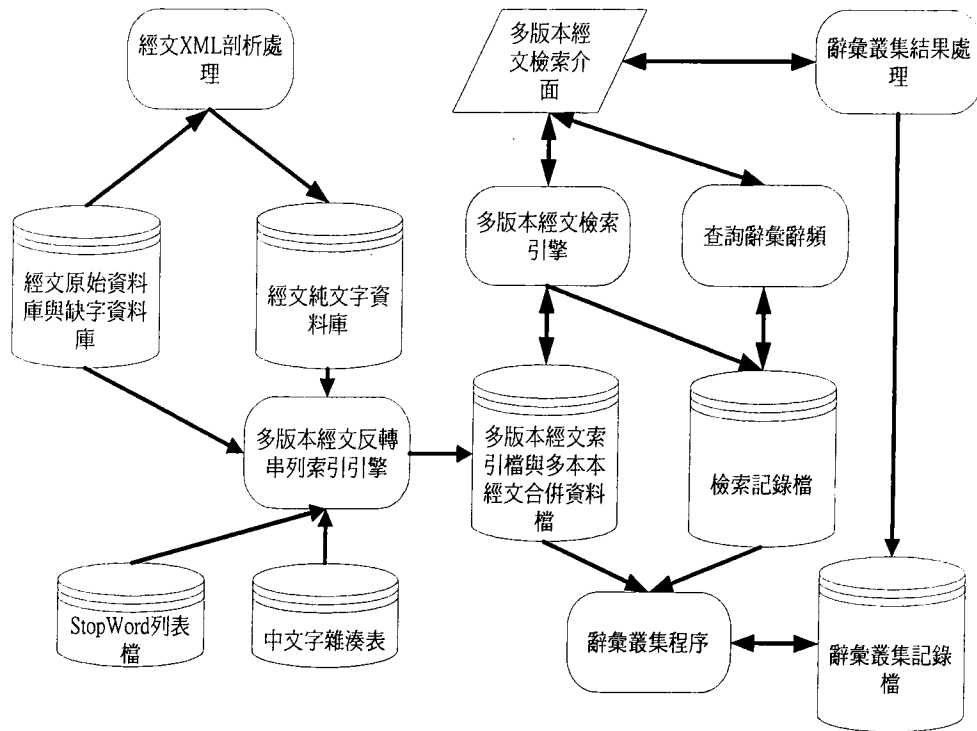 經文XML剖析處
理
多版本經
文檢索介
面
辭彙叢集結果處
理
經文原始資料
庫與缺字資料
庫
經文純文字資
料庫
多版本經文檢索
引擎
查詢辭彙辭頻
多版本經文反轉
串列索引引擎
多版本經文索
引檔與多本本
經文合併資料
檔
檢索記錄檔
StopWord列表
檔
中文字雜湊表
辭彙叢集程序
辭彙叢集記錄
檔